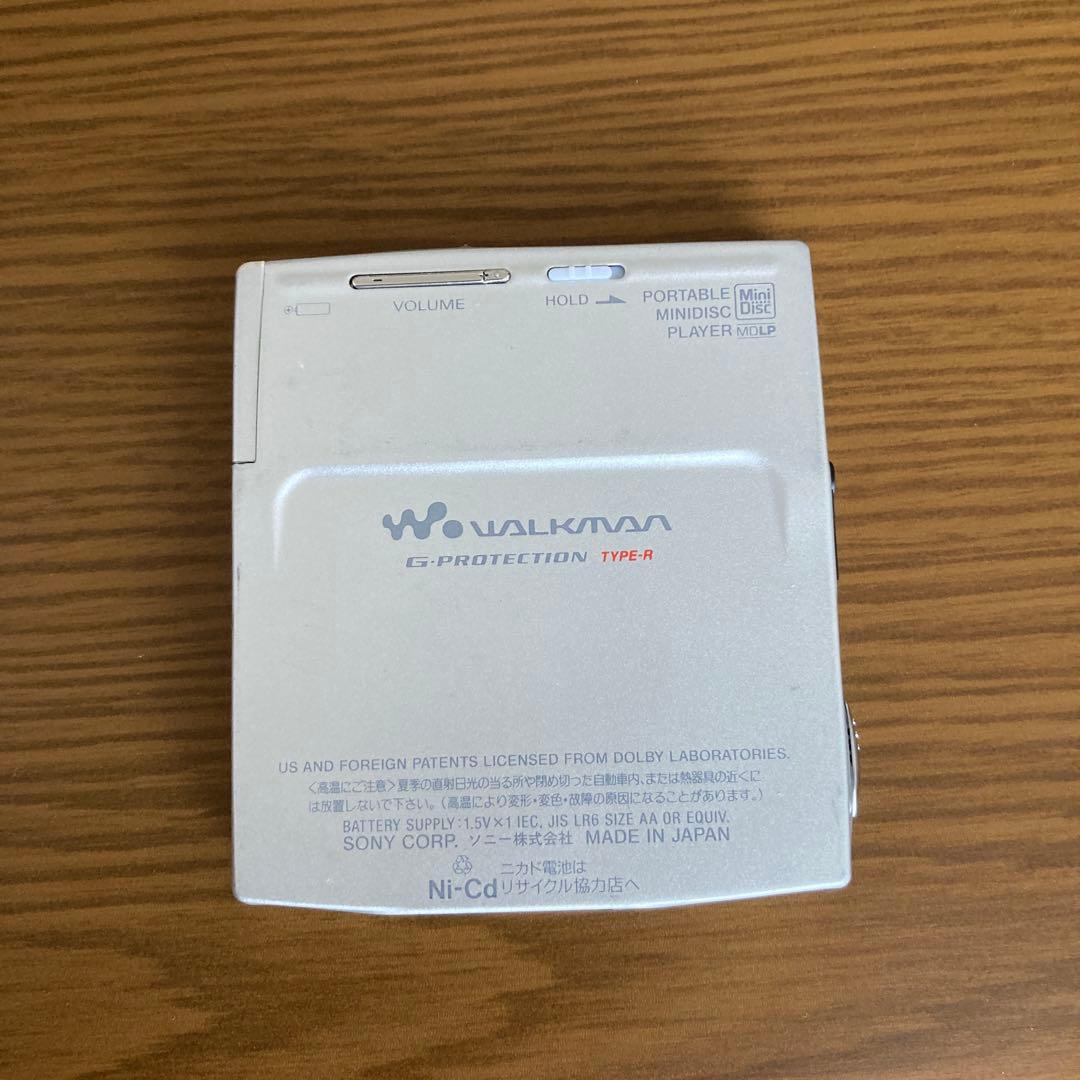 - +
VOLUME
HOLD
PORTABLE
MINIDISC
PLAYER
Mini
Disc
MDLP
WALKMAN
G-PROTECTION TYPE-R
US AND FOREIGN PATENTS LICENSED FROM DOLBY LABORATORIES.
<高温にご注意>夏季の直射日光の当る所や閉め切った自動車内、または熱器具の近くに
は放置しないで下さい。(高温により変形・変色・故障の原因になることがあります。)
BATTERY SUPPLY:1.5V×1 IEC, JIS LR6 SIZE AA OR EQUIV.
SONY CORP. ソニー株式会社 MADE IN JAPAN
ニカド電池は
Ni-Cd リサイクル協力店へ